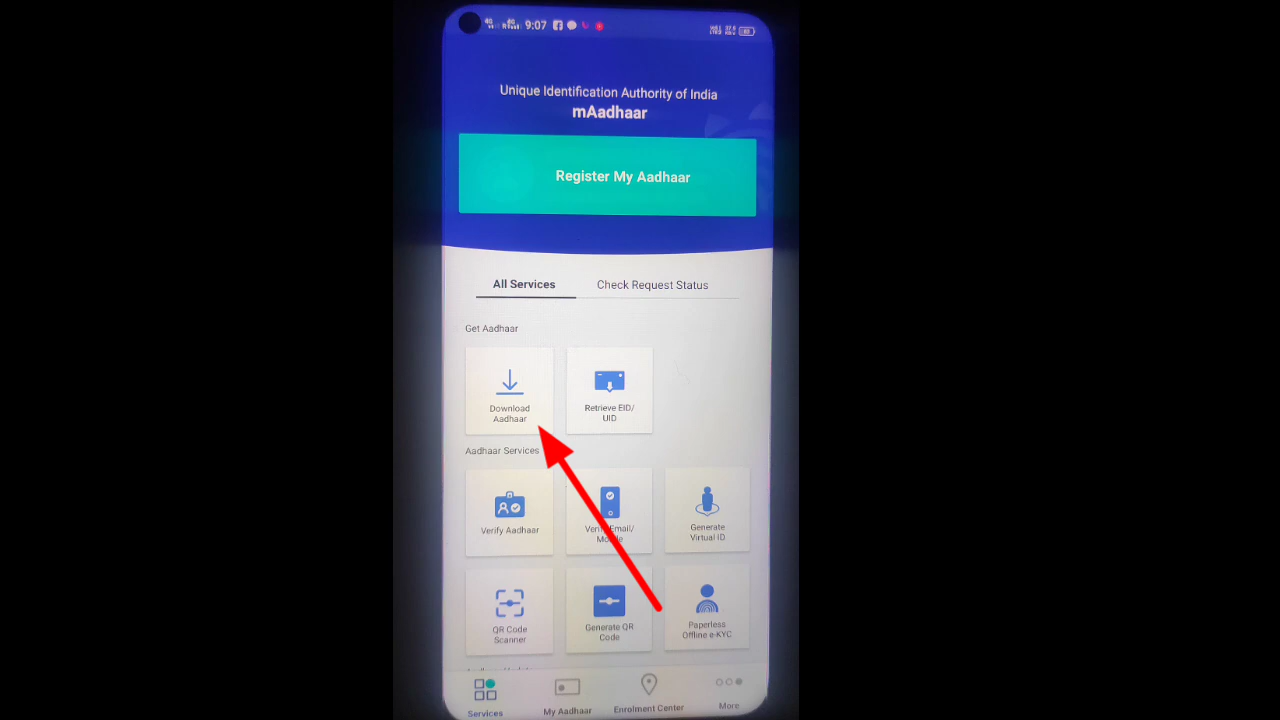 9:07
Unique Identification Authority of India
mAadhaar
Register My Aadhaar
All Services
Check Request Status
Get Aadhaar
Download
Aadhaar
Retrieve EID/
UID
Aadhaar Services
Verify Aadhaar
Verify Email/
Mobile
Generate
Virtual ID
QR Code
Scanner
Generate QR
Code
Paperless
Offline e-KYC
Services
My Aadhaar
Enrolment Center
More